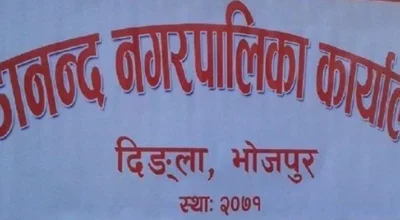 डानन्द नगरपालिका कार्याल
दिङ्ला, भोजपुर
स्था: २०७१